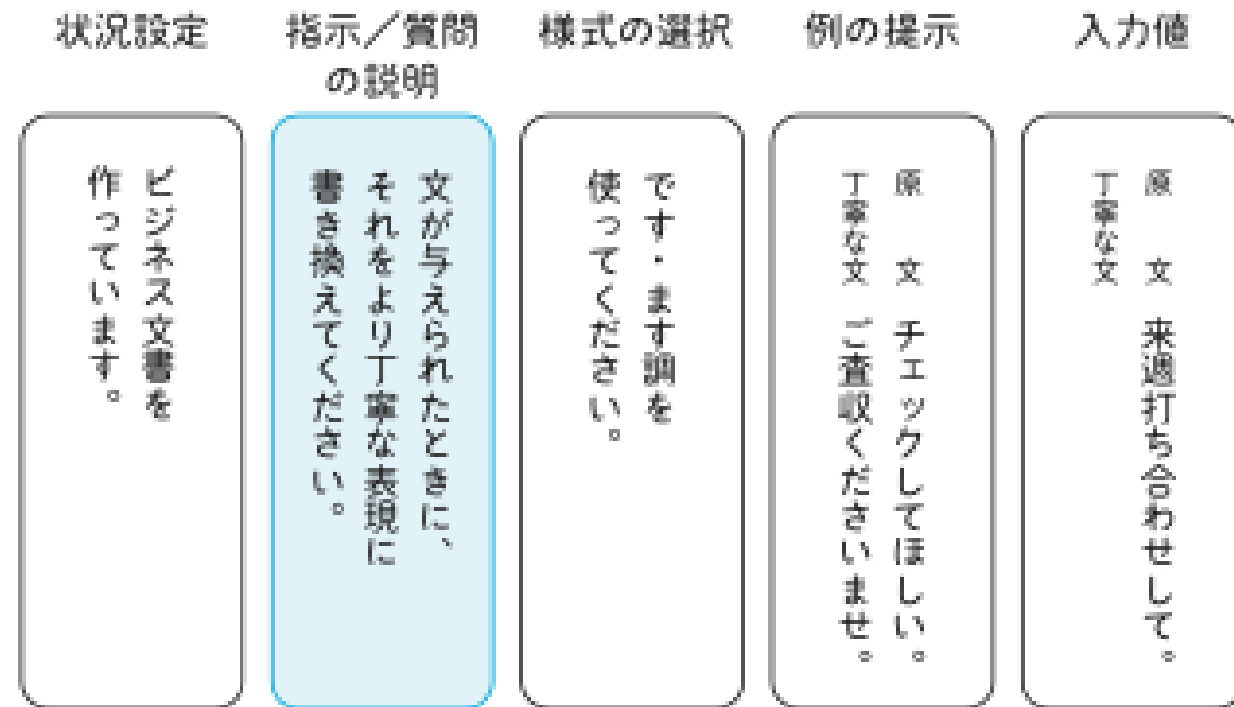 状況設定
ビジネス文書を
作っています。
指示／質問
の説明
文が与えられたときに、
それをより丁寧な表現に
書き換えてください。
様式の選択
です・ます調を
使ってください。
例の提示
原文 チェックしてほしい。
丁寧な文 ご査収くださいませ。
入力値
原文 来週打ち合わせして。
丁寧な文